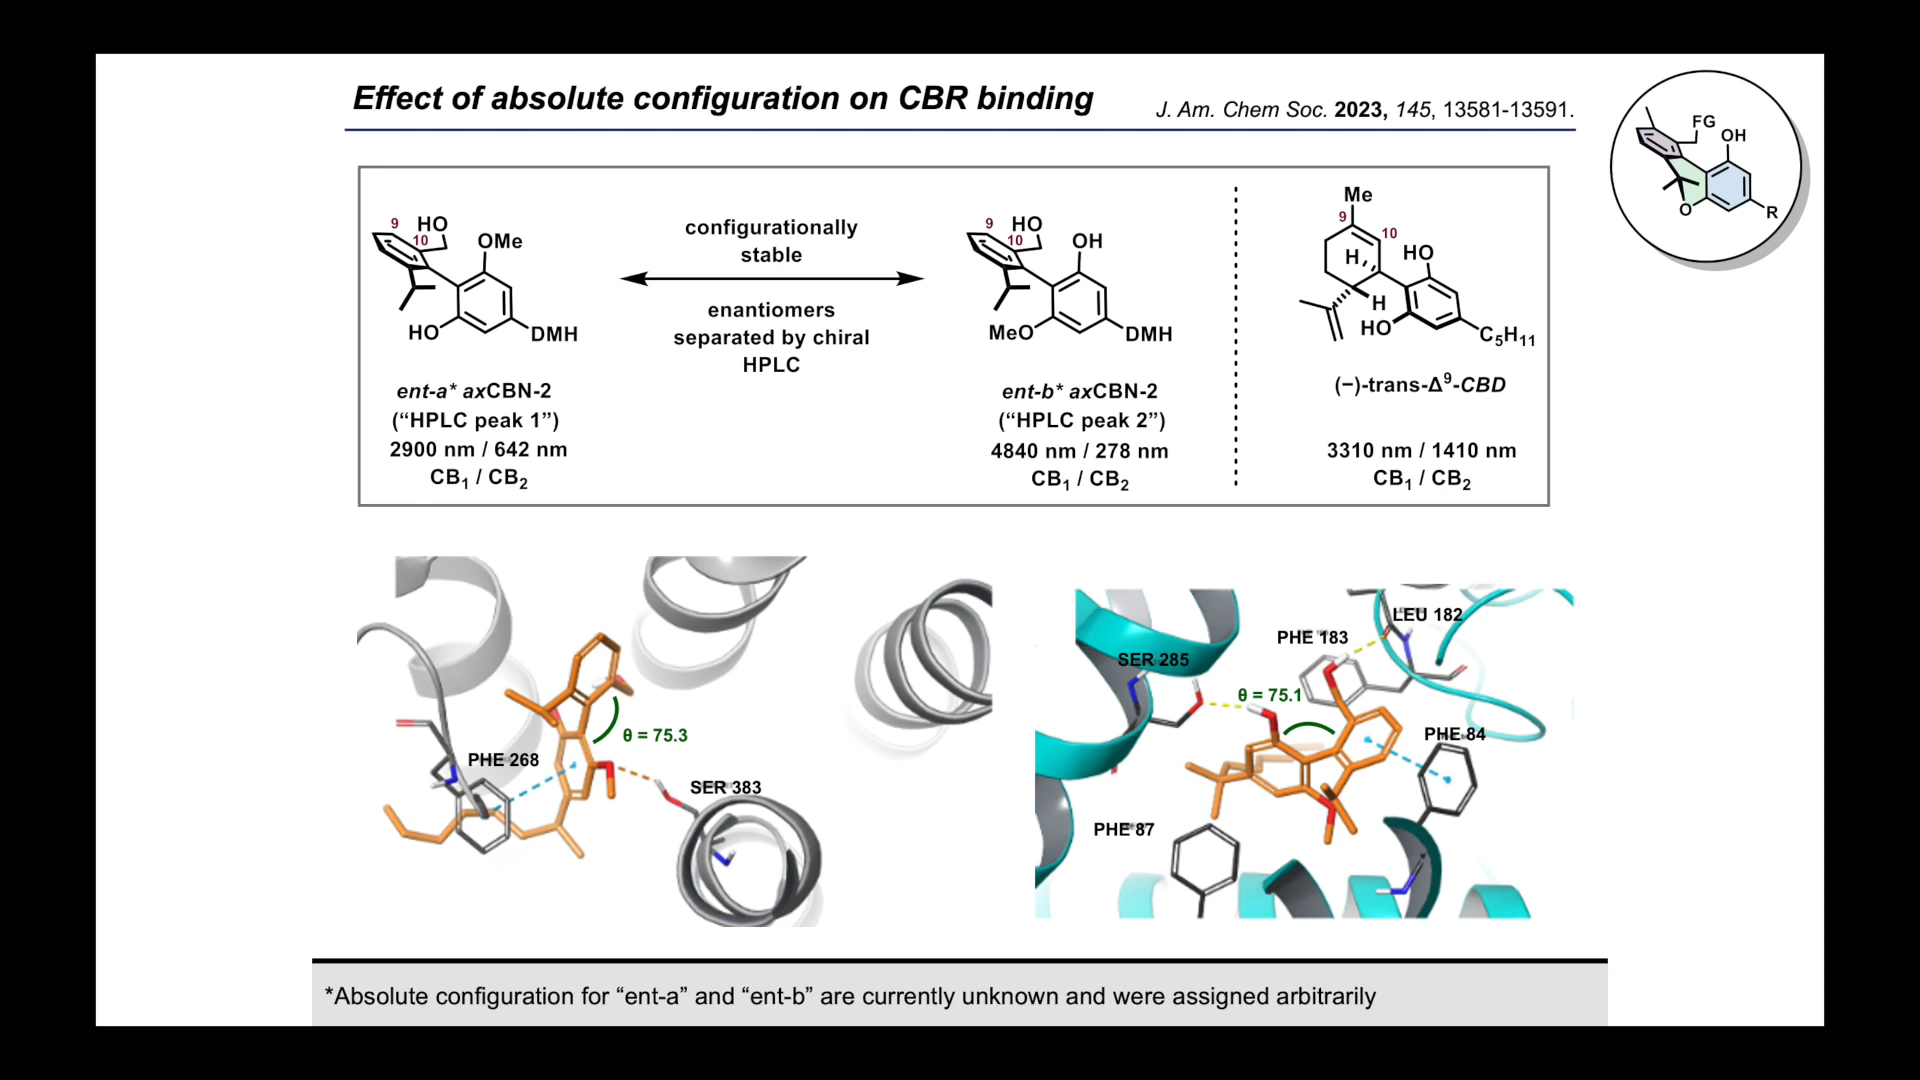 Effect of absolute configuration on CBR binding
J. Am. Chem Soc. 2023, 145, 13581-13591.
FG
OH
O
R
9
HO
10
OMe
HO
DMH
ent-a* axCBN-2
(“HPLC peak 1”)
2900 nm / 642 nm
CB₁ / CB₂
configurationally
stable
enantiomers
separated by chiral
HPLC
9
HO
10
OH
MeO
DMH
ent-b* axCBN-2
(“HPLC peak 2”)
4840 nm / 278 nm
CB₁ / CB₂
Me
9
10
H
HO
H
HO
C₅H₁₁
(−)-trans-Δ⁹-CBD
3310 nm / 1410 nm
CB₁ / CB₂
θ = 75.3
PHE 268
SER 383
LEU 182
PHE 183
SER 285
θ = 75.1
PHE 84
PHE 87
*Absolute configuration for “ent-a” and “ent-b” are currently unknown and were assigned arbitrarily